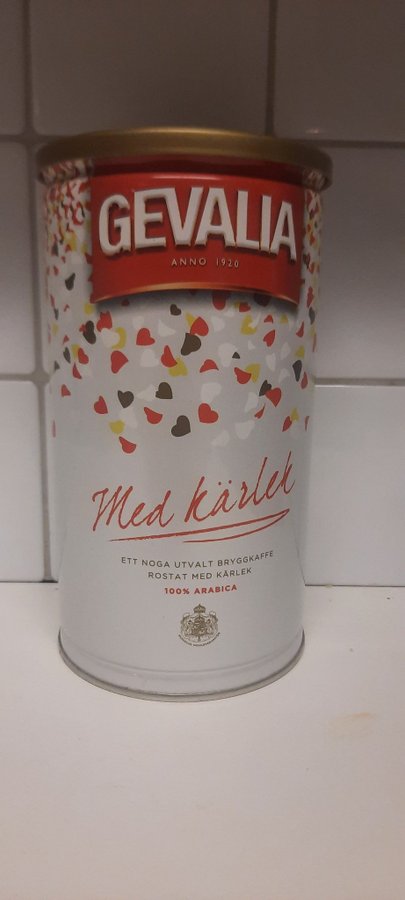 GEVALIA
ANNO 1920
Med kärlek
ETT NOGA UTVALT BRYGGKAFFE
ROSTAT MED KÄRLEK
100% ARABICA